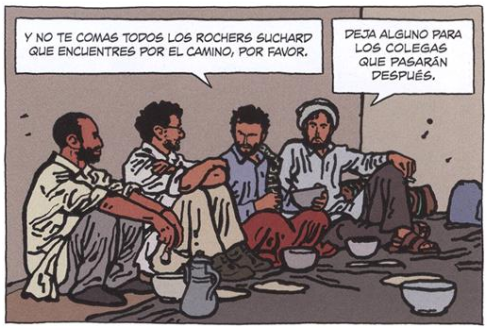 Y NO TE COMAS TODOS LOS ROCHERS SUCHARD
QUE ENCUENTRES POR EL CAMINO, POR FAVOR.
DEJA ALGUNO PARA
LOS COLEGAS
QUE PASARÁN
DESPUÉS.